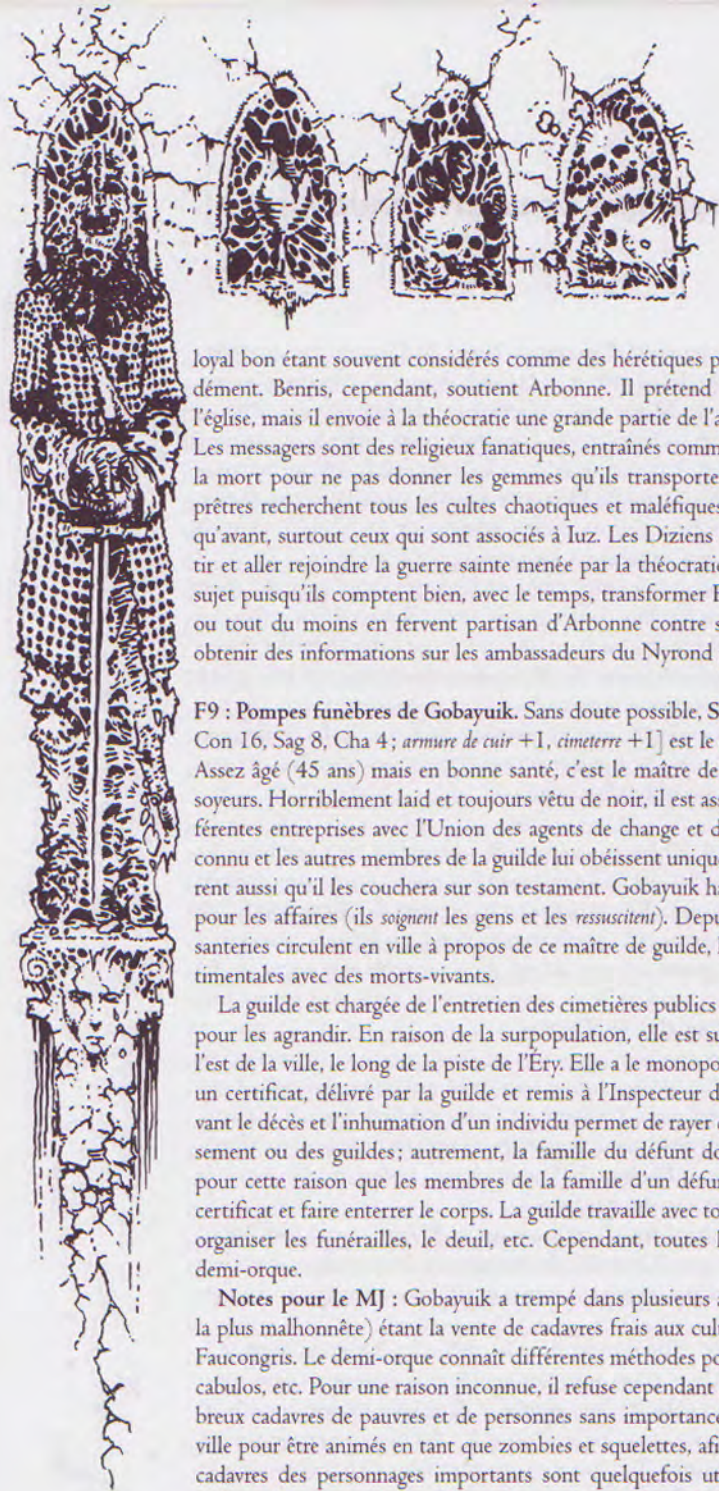 loyal bon étant souvent considérés comme des hérétiques p
dément. Benris, cependant, soutient Arbonne. Il prétend
l'église, mais il envoie à la théocratie une grande partie de l'a
Les messagers sont des religieux fanatiques, entraînés comm
la mort pour ne pas donner les gemmes qu'ils transporte
prêtres recherchent tous les cultes chaotiques et maléfiques
qu'avant, surtout ceux qui sont associés à Iuz. Les Diziens
tir et aller rejoindre la guerre sainte menée par la théocratie
sujet puisqu'ils comptent bien, avec le temps, transformer
ou tout du moins en fervent partisan d'Arbonne contre s
obtenir des informations sur les ambassadeurs du Nyrond
F9 : Pompes funèbres de Gobayuik. Sans doute possible, S
Con 16, Sag 8, Cha 4; armure de cuir +1, cimeterre +1] est le
Assez âgé (45 ans) mais en bonne santé, c'est le maître de
soyeurs. Horriblement laid et toujours vêtu de noir, il est ass
férentes entreprises avec l'Union des agents de change et d
connu et les autres membres de la guilde lui obéissent unique
rent aussi qu'il les couchera sur son testament. Gobayuik ha
pour les affaires (ils soignent les gens et les ressuscitent). Depu
santeries circulent en ville à propos de ce maître de guilde,
timentales avec des morts-vivants.
La guilde est chargée de l'entretien des cimetières publics
pour les agrandir. En raison de la surpopulation, elle est su
l'est de la ville, le long de la piste de l'Éry. Elle a le monopo
un certificat, délivré par la guilde et remis à l'Inspecteur d
vant le décès et l'inhumation d'un individu permet de rayer
sement ou des guildes; autrement, la famille du défunt do
pour cette raison que les membres de la famille d'un défu
certificat et faire enterrer le corps. La guilde travaille avec to
organiser les funérailles, le deuil, etc. Cependant, toutes l
demi-orque.
Notes pour le MJ : Gobayuik a trempé dans plusieurs a
la plus malhonnête) étant la vente de cadavres frais aux cul
Faucongris. Le demi-orque connaît différentes méthodes po
cabulos, etc. Pour une raison inconnue, il refuse cependant
breux cadavres de pauvres et de personnes sans importance
ville pour être animés en tant que zombies et squelettes, afi
cadavres des personnages importants sont quelquefois ut